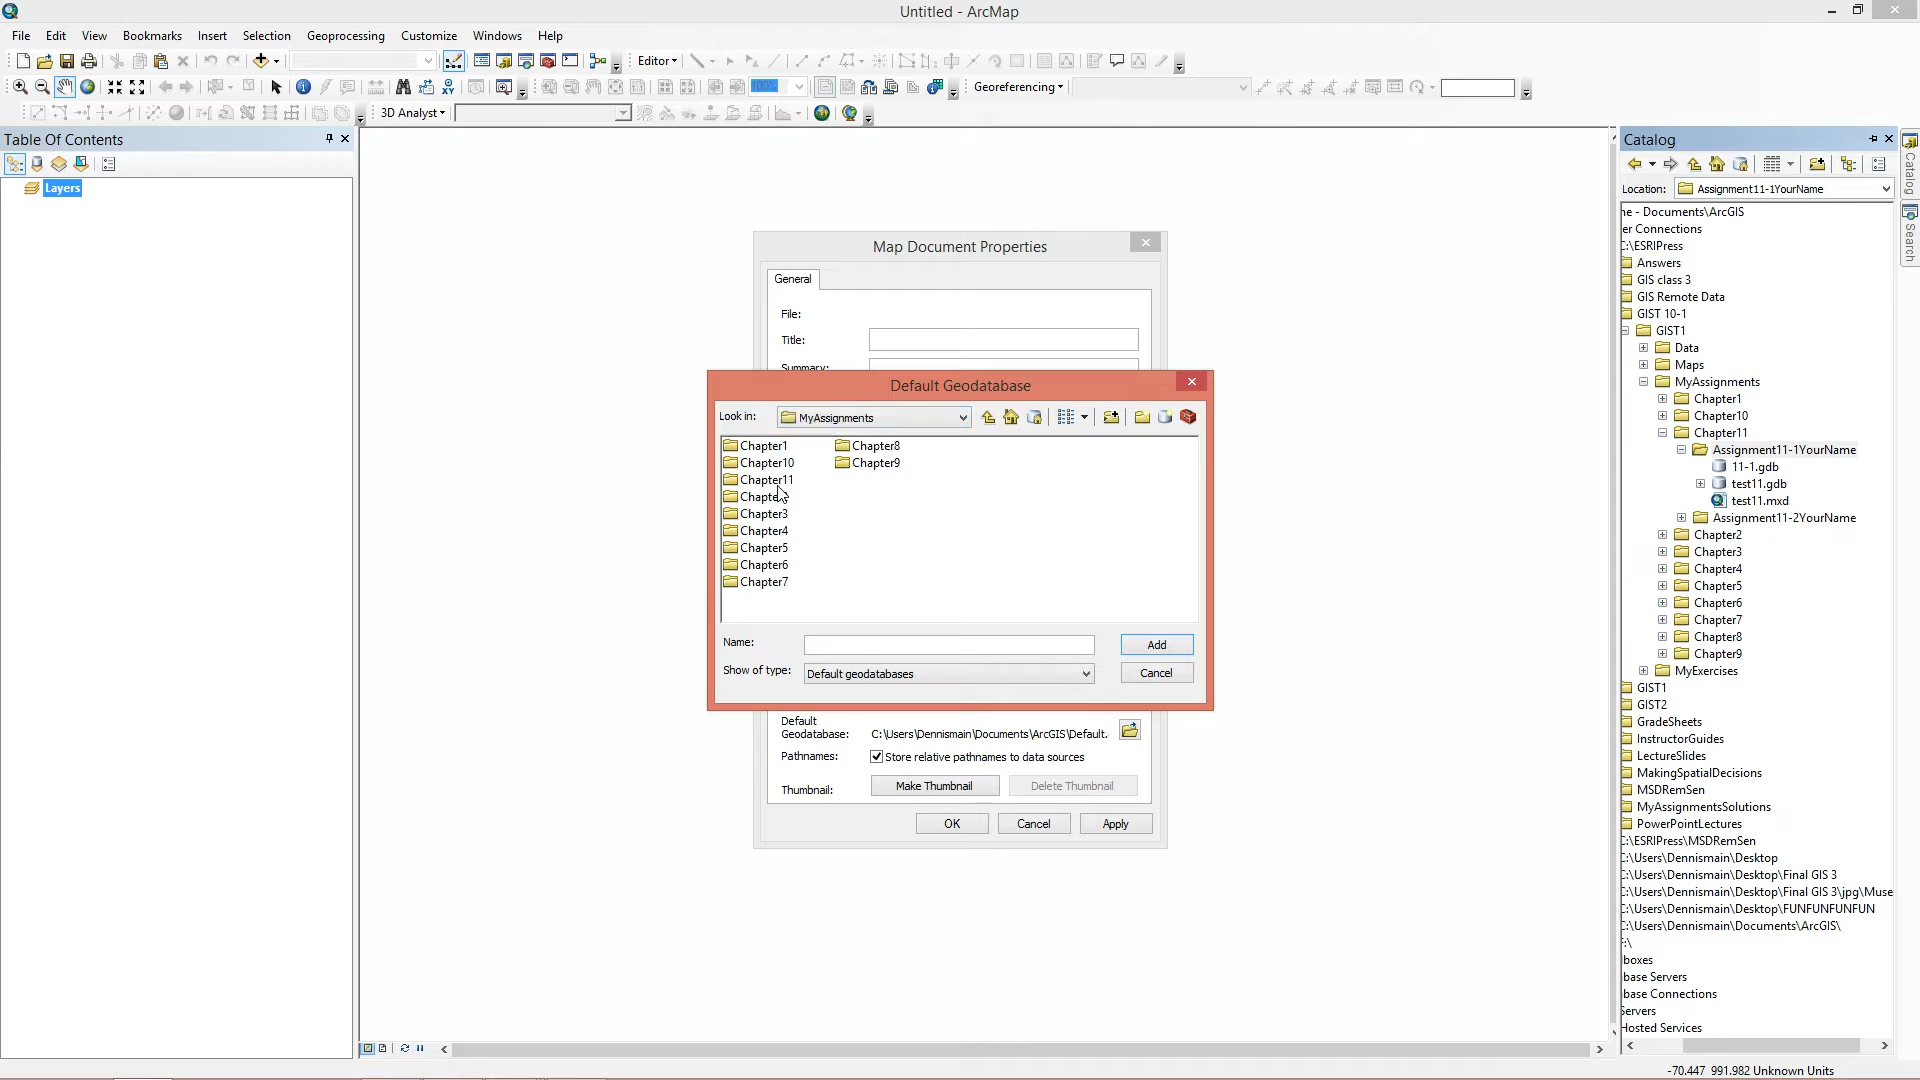 Untitled - ArcMap
File Edit View Bookmarks Insert Selection Geoprocessing Customize Windows Help
Editor
100% Georeferencing
3D Analyst
Table Of Contents
Layers
Map Document Properties
General
File:
Title:
Summary:
Default Geodatabase
Look in: MyAssignments
Chapter1 Chapter8
Chapter10 Chapter9
Chapter11
Chapter
Chapter3
Chapter4
Chapter5
Chapter6
Chapter7
Name: Add
Show of type: Default geodatabases Cancel
Default
Geodatabase: C:\Users\Dennismain\Documents\ArcGIS\Default.
Pathnames: Store relative pathnames to data sources
Thumbnail: Make Thumbnail Delete Thumbnail
OK Cancel Apply
Catalog
Location: Assignment11-1YourName
ne - Documents\ArcGIS
er Connections
C:\ESRIPress
Answers
GIS class 3
GIS Remote Data
GIST 10-1
GIST1
Data
Maps
MyAssignments
Chapter1
Chapter10
Chapter11
Assignment11-1YourName
11-1.gdb
test11.gdb
test11.mxd
Assignment11-2YourName
Chapter2
Chapter3
Chapter4
Chapter5
Chapter6
Chapter7
Chapter8
Chapter9
MyExercises
GIST1
GIST2
GradeSheets
InstructorGuides
LectureSlides
MakingSpatialDecisions
MSDRemSen
MyAssignmentsSolutions
PowerPointLectures
C:\ESRIPress\MSDRemSen
C:\Users\Dennismain\Desktop
C:\Users\Dennismain\Desktop\Final GIS 3
C:\Users\Dennismain\Desktop\Final GIS 3\jpg\Muse
C:\Users\Dennismain\Desktop\FUNFUNFUNFUN
C:\Users\Dennismain\Documents\ArcGIS\
F:\
lboxes
base Servers
base Connections
Servers
Hosted Services
Catalog
Search
-70.447 991.982 Unknown Units